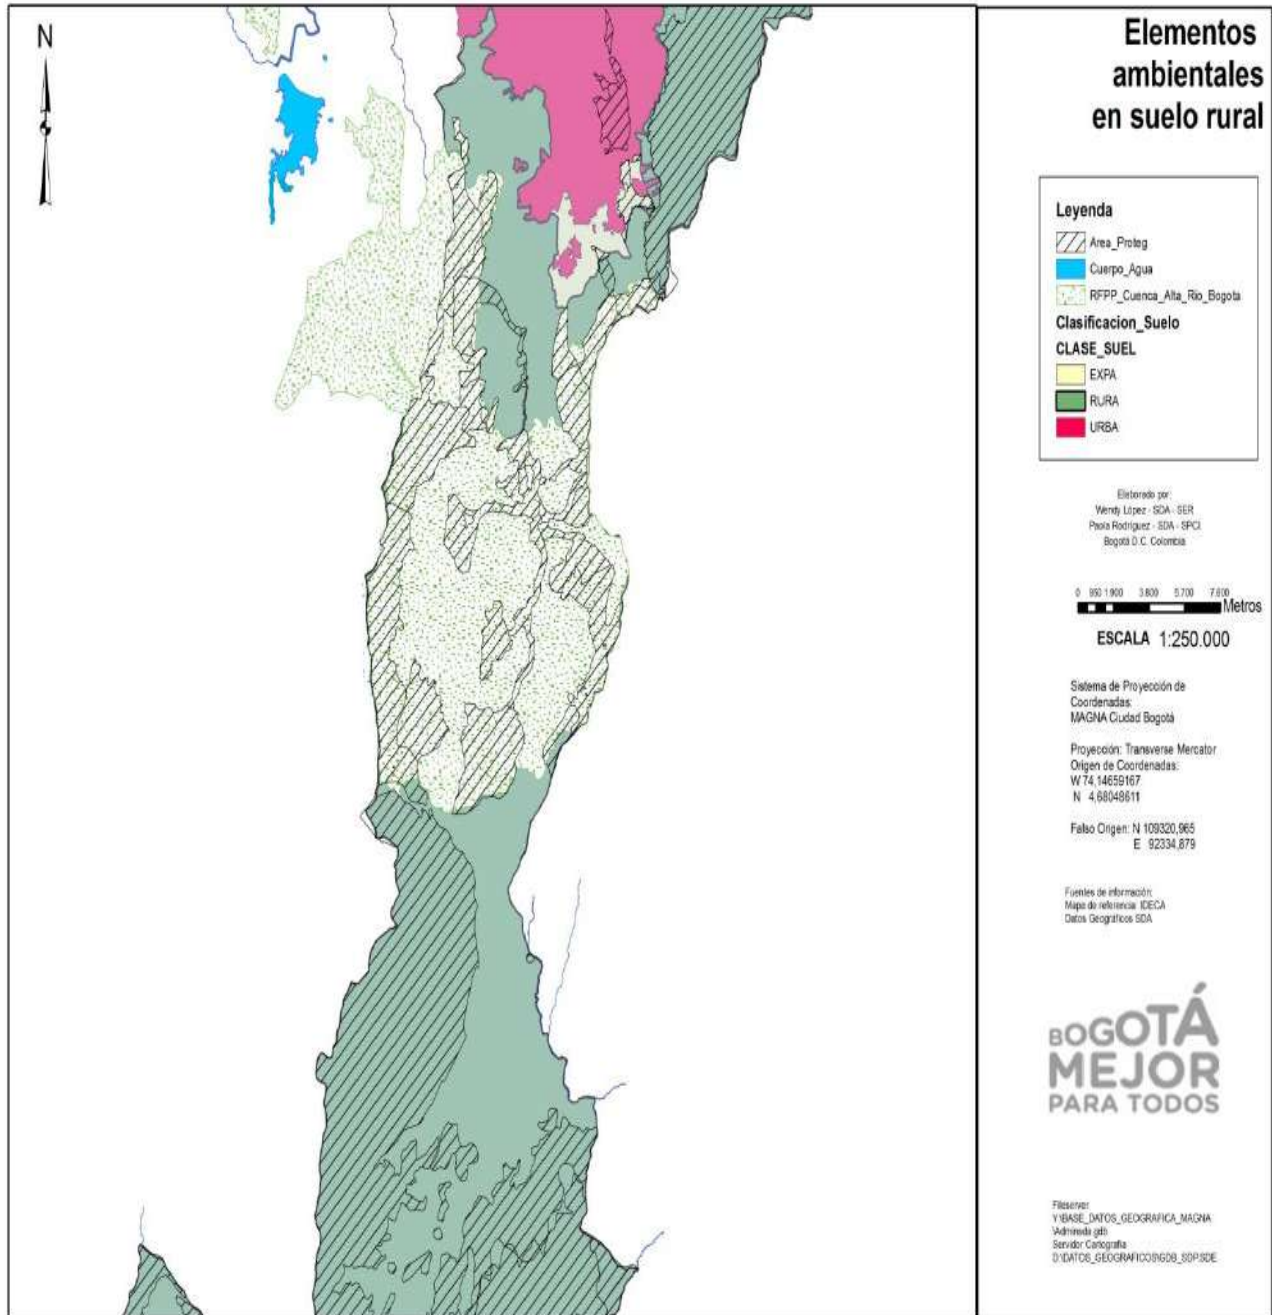 N
Elementos
ambientales
en suelo rural
Leyenda
Area_Proteg
Cuerpo_Agua
RFPP_Cuenca_Alta_Rio_Bogota
Clasificacion_Suelo
CLASE_SUEL
EXPA
RURA
URBA
Elaborado por:
Wendy López - SDA - SER
Paola Rodríguez - SDA - SPCI
Bogotá D.C. Colombia
0 950 1.900 3.800 5.700 7.600
Metros
ESCALA 1:250.000
Sistema de Proyección de
Coordenadas:
MAGNA Ciudad Bogotá
Proyección: Transverse Mercator
Origen de Coordenadas:
W 74,14659167
N 4,68048611
Falso Origen: N 109320,965
E 92334,879
Fuentes de información:
Mapa de referencia IDECA
Datos Geográficos SDA
BOGOTÁ
MEJOR
PARA TODOS
Fileserver
Y:\BASE_DATOS_GEOGRAFICA_MAGNA
Servidor Cartografia
D:\DATOS_GEOGRAFICOS\GDB_SDP.SDE